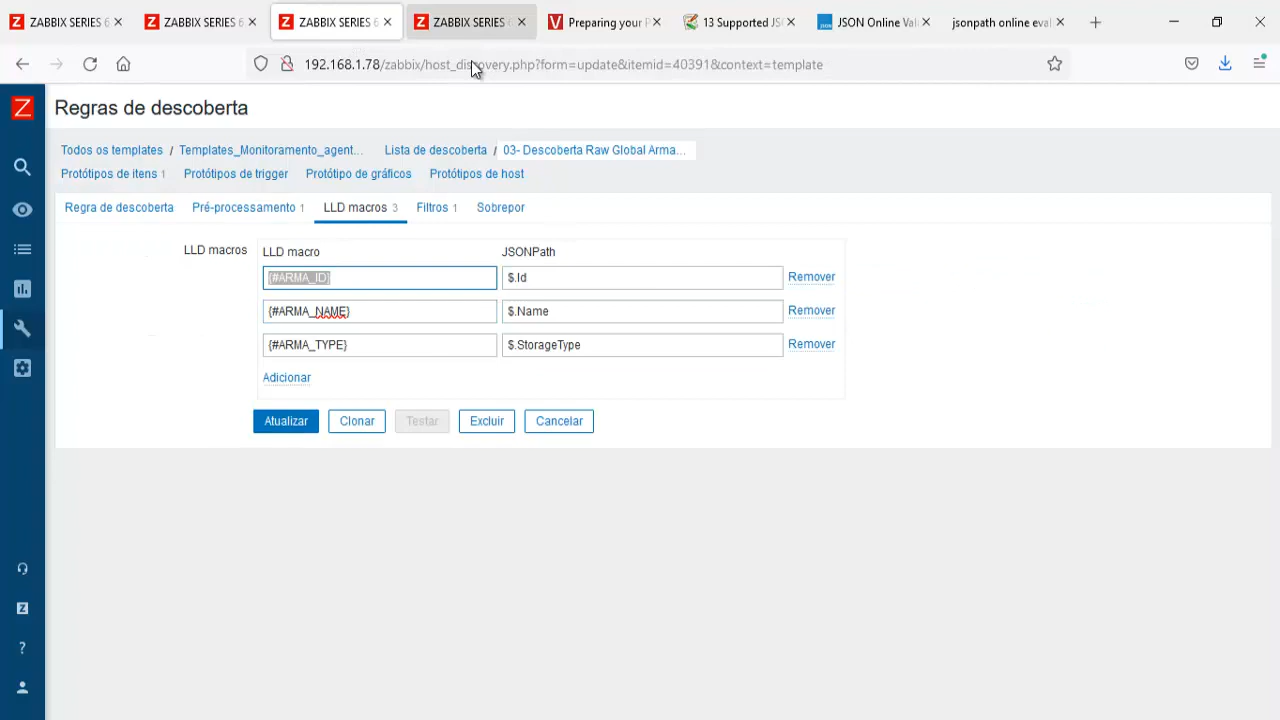 ZABBIX SERIES 6
ZABBIX SERIES 6
ZABBIX SERIES 6
ZABBIX SERIES 6
Preparing your P
13 Supported JS
JSON Online Vali
jsonpath online eval
192.168.1.78/zabbix/host_discovery.php?form=update&itemid=40391&context=template
Z
Regras de descoberta
Todos os templates / Templates_Monitoramento_agent... Lista de descoberta / 03- Descoberta Raw Global Arma...
Protótipos de itens 1 Protótipos de trigger Protótipo de gráficos Protótipos de host
Regra de descoberta Pré-processamento 1 LLD macros 3 Filtros 1 Sobrepor
LLD macros LLD macro JSONPath
{#ARMA_ID} $.Id Remover
{#ARMA_NAME} $.Name Remover
{#ARMA_TYPE} $.StorageType Remover
Adicionar
Atualizar Clonar Testar Excluir Cancelar
Z
?